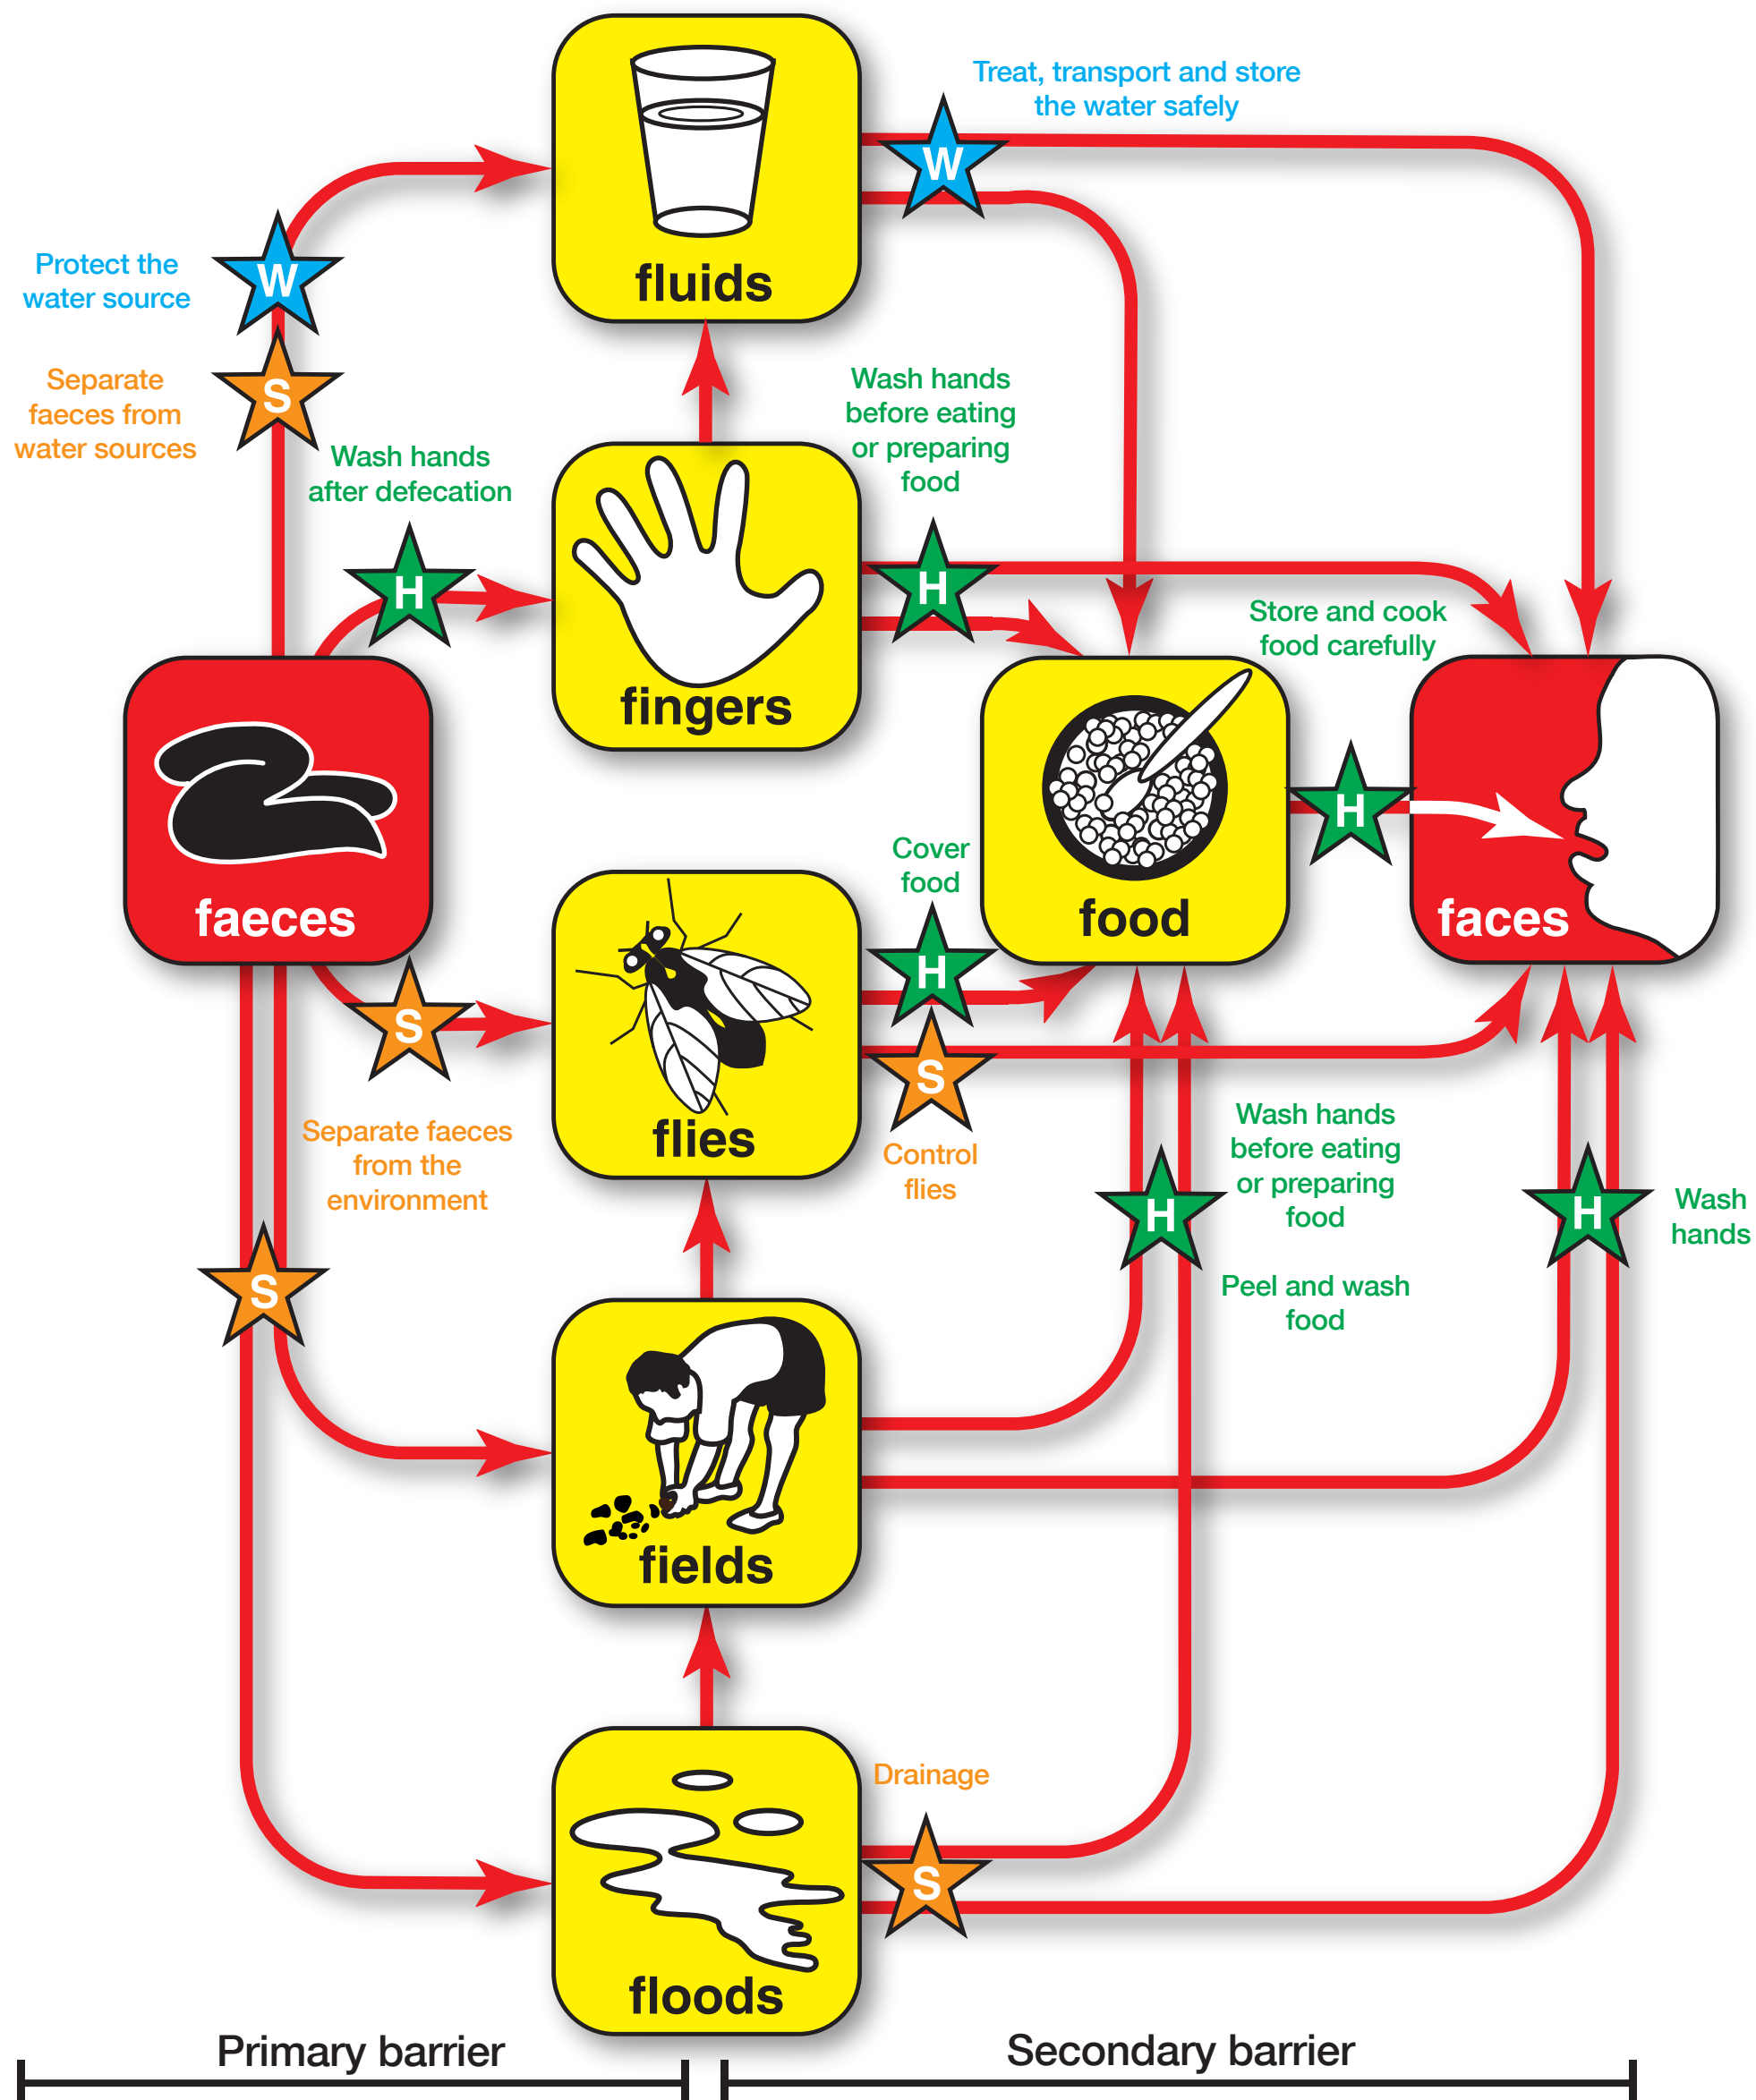 Treat, transport and store
the water safely
W
fluids
Protect the
water source
W
Separate
faeces from
water sources
S
Wash hands
after defecation
H
Wash hands
before eating
or preparing
food
H
fingers
Store and cook
food carefully
H
faeces
food
faces
Cover
food
H
S
Separate faeces
from the
environment
S
flies
S
Control
flies
Wash hands
before eating
or preparing
food
H
Peel and wash
food
H
Wash
hands
fields
Drainage
S
floods
Primary barrier
Secondary barrier